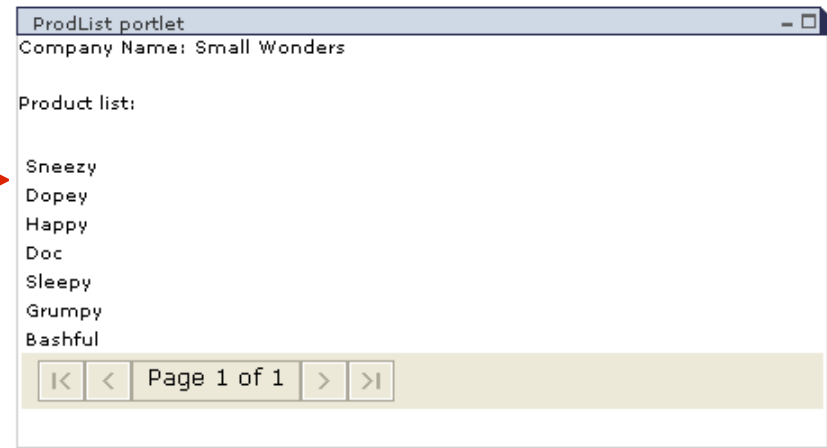 ProdList portlet
Company Name: Small Wonders
Product list:
Sneezy
Dopey
Happy
Doc
Sleepy
Grumpy
Bashful
Page 1 of 1